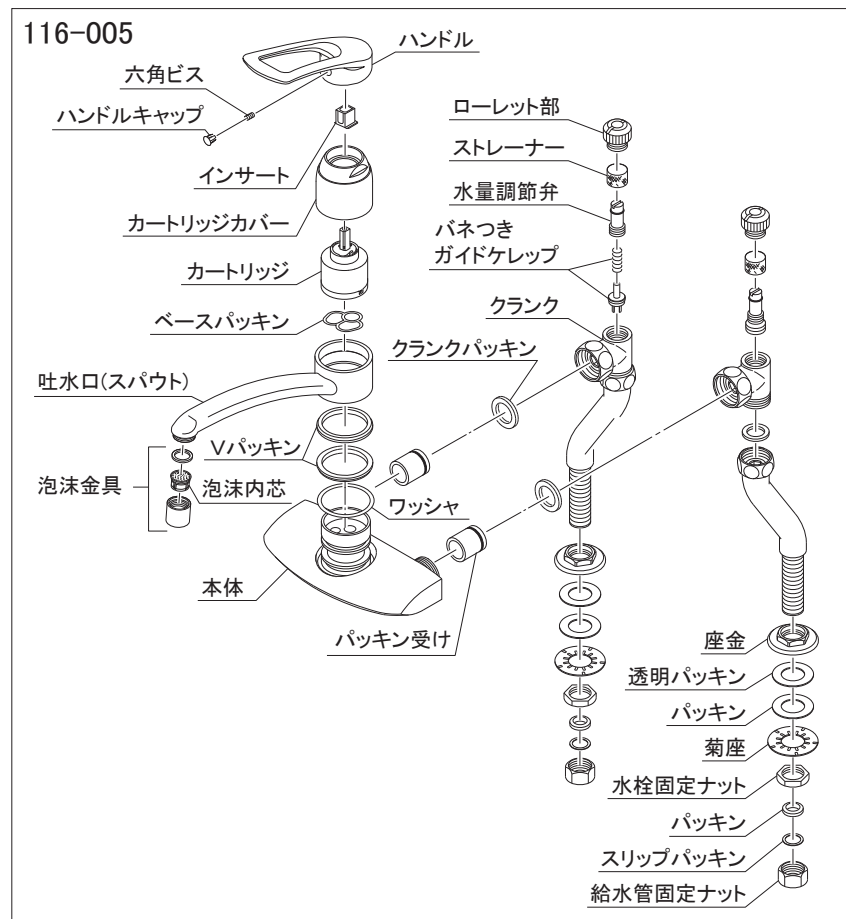 116-005
ハンドル
六角ビス
ハンドルキャップ
インサート
カートリッジカバー
カートリッジ
ベースパッキン
吐水口(スパウト)
Vパッキン
泡沫金具
泡沫内芯
ワッシャ
本体
パッキン受け
ローレット部
ストレーナー
水量調節弁
バネつき
ガイドケレップ
クランク
クランクパッキン
座金
透明パッキン
パッキン
菊座
水栓固定ナット
パッキン
スリップパッキン
給水管固定ナット